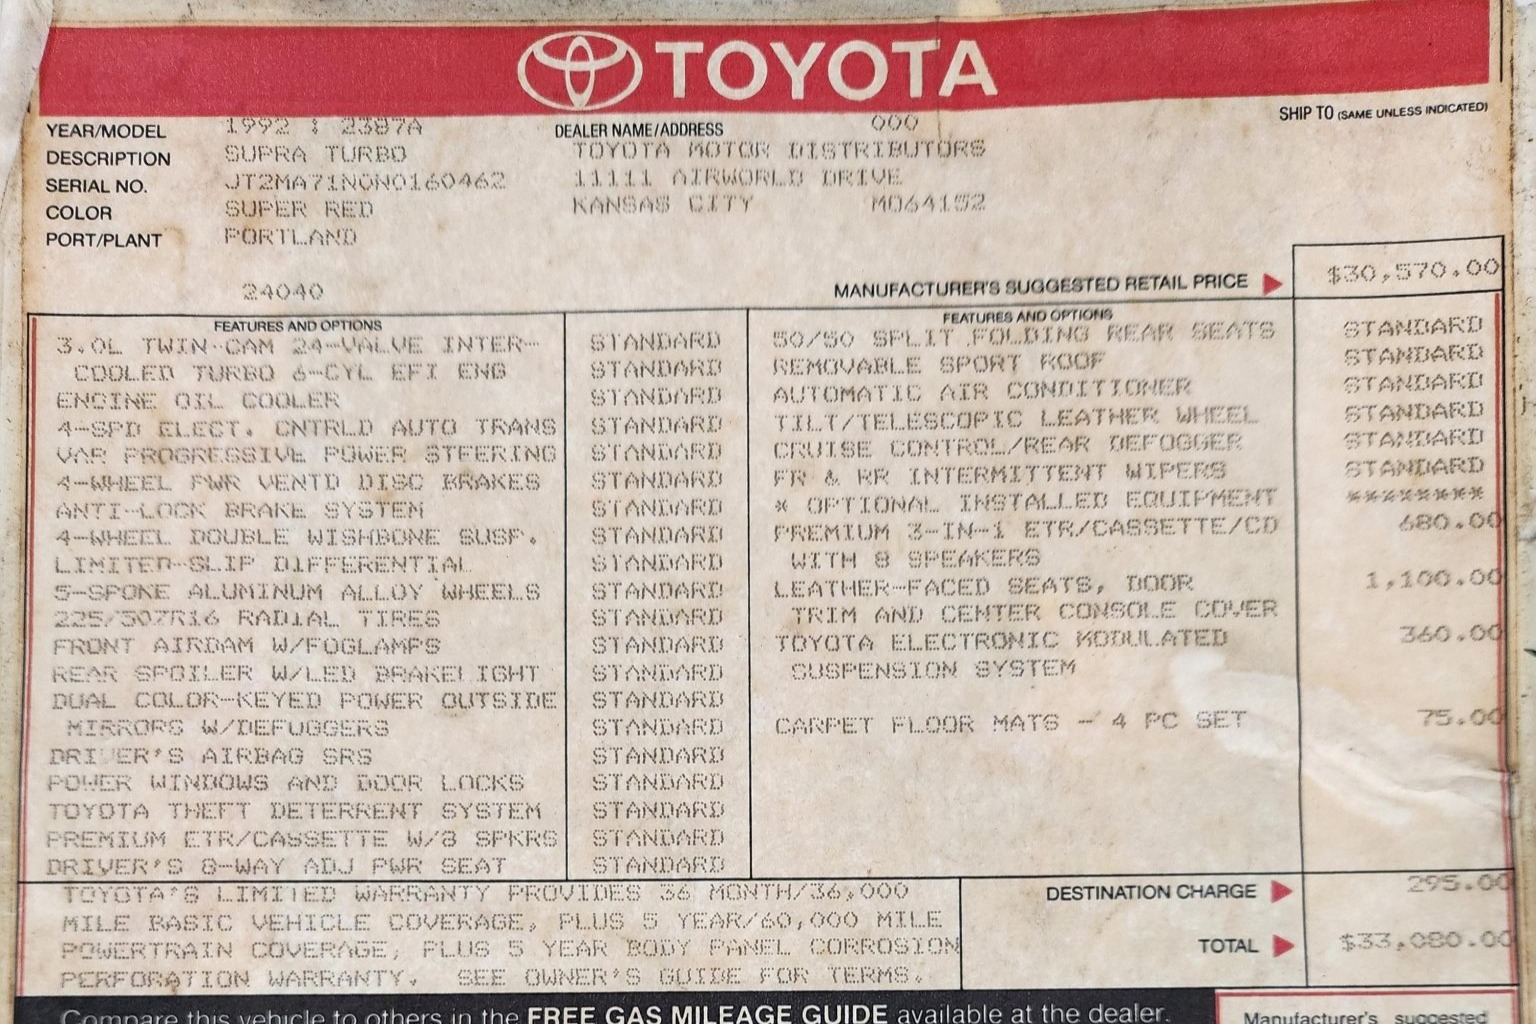 TOYOTA
SHIP TO (SAME UNLESS INDICATED)
YEAR/MODEL 1992 : 2387A DEALER NAME/ADDRESS 000
DESCRIPTION SUPRA TURBO TOYOTA MOTOR DISTRIBUTORS
SERIAL NO. JT2MA71N0N0160462 11111 AIRWORLD DRIVE
COLOR SUPER RED KANSAS CITY MO64152
PORT/PLANT PORTLAND
24040 MANUFACTURER'S SUGGESTED RETAIL PRICE $30,570.00
FEATURES AND OPTIONS
3.0L TWIN-CAM 24-VALVE INTER- STANDARD
COOLED TURBO 6-CYL EFI ENG STANDARD
ENGINE OIL COOLER STANDARD
4-SPD ELECT. CNTRLD AUTO TRANS STANDARD
VAR PROGRESSIVE POWER STEERING STANDARD
4-WHEEL PWR VENTD DISC BRAKES STANDARD
ANTI-LOCK BRAKE SYSTEM STANDARD
4-WHEEL DOUBLE WISHBONE SUSP. STANDARD
LIMITED-SLIP DIFFERENTIAL STANDARD
5-SPOKE ALUMINUM ALLOY WHEELS STANDARD
225/50ZR16 RADIAL TIRES STANDARD
FRONT AIRDAM W/FOGLAMPS STANDARD
REAR SPOILER W/LED BRAKELIGHT STANDARD
DUAL COLOR-KEYED POWER OUTSIDE STANDARD
MIRRORS W/DEFOGGERS STANDARD
DRIVER'S AIRBAG SRS STANDARD
POWER WINDOWS AND DOOR LOCKS STANDARD
TOYOTA THEFT DETERRENT SYSTEM STANDARD
PREMIUM ETR/CASSETTE W/8 SPKRS STANDARD
DRIVER'S 8-WAY ADJ PWR SEAT STANDARD
FEATURES AND OPTIONS
50/50 SPLIT FOLDING REAR SEATS STANDARD
REMOVABLE SPORT ROOF STANDARD
AUTOMATIC AIR CONDITIONER STANDARD
TILT/TELESCOPIC LEATHER WHEEL STANDARD
CRUISE CONTROL/REAR DEFOGGER STANDARD
FR & RR INTERMITTENT WIPERS STANDARD
* OPTIONAL INSTALLED EQUIPMENT ********
PREMIUM 3-IN-1 ETR/CASSETTE/CD 680.00
WITH 8 SPEAKERS
LEATHER-FACED SEATS, DOOR 1,100.00
TRIM AND CENTER CONSOLE COVER
TOYOTA ELECTRONIC MODULATED 360.00
SUSPENSION SYSTEM
CARPET FLOOR MATS - 4 PC SET 75.00
TOYOTA'S LIMITED WARRANTY PROVIDES 36 MONTH/36,000
MILE BASIC VEHICLE COVERAGE, PLUS 5 YEAR/60,000 MILE
POWERTRAIN COVERAGE, PLUS 5 YEAR BODY PANEL CORROSION
PERFORATION WARRANTY. SEE OWNER'S GUIDE FOR TERMS.
DESTINATION CHARGE 295.00
TOTAL $33,080.00
Compare this vehicle to others in the FREE GAS MILEAGE GUIDE available at the dealer.
Manufacturer's suggested